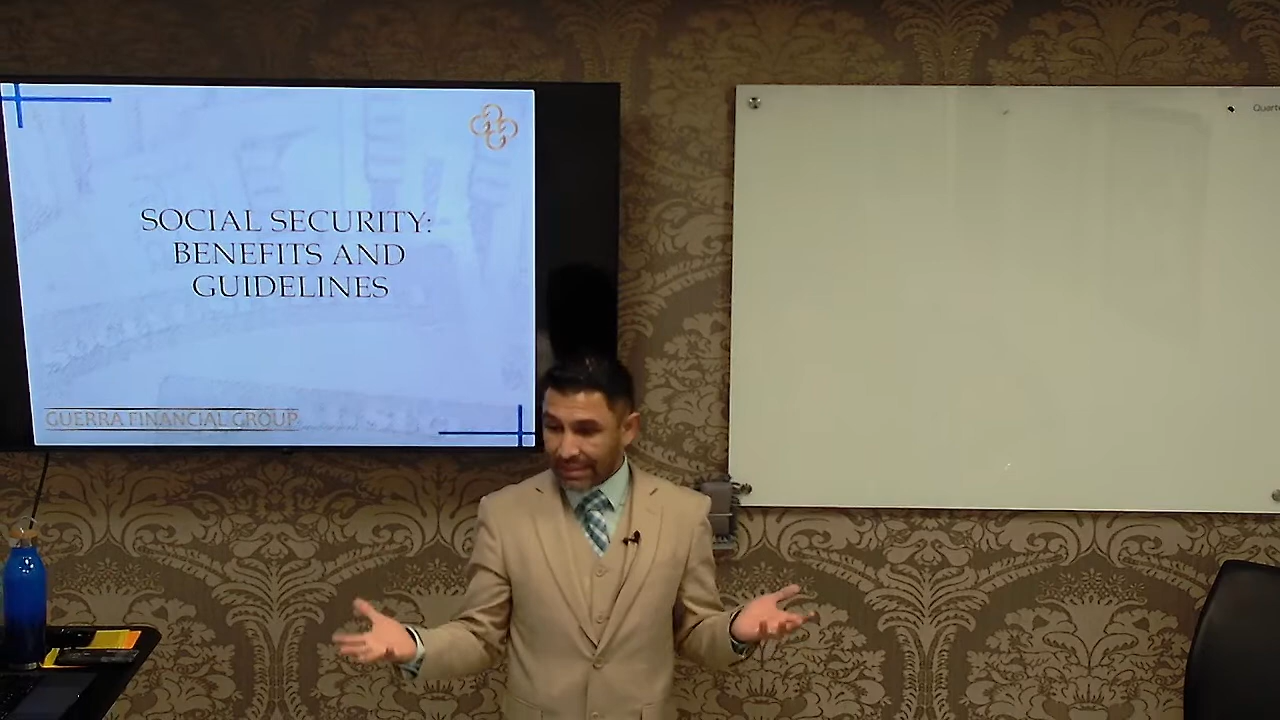 SOCIAL SECURITY:
BENEFITS AND
GUIDELINES
GUERRA FINANCIAL GROUP